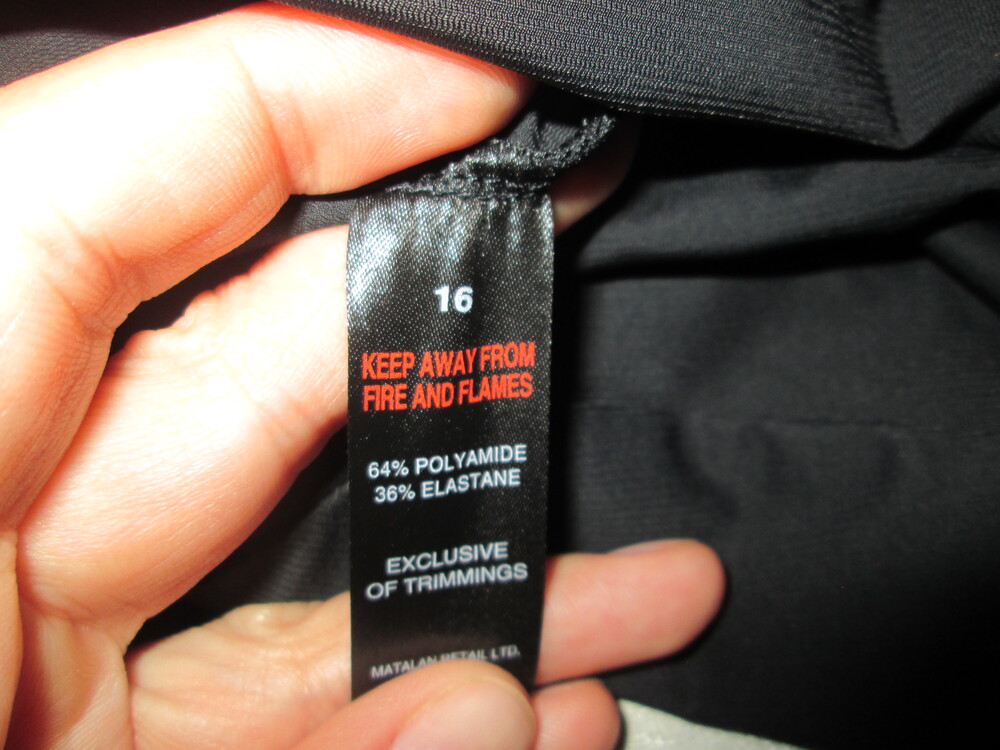 16
KEEP AWAY FROM
FIRE AND FLAMES
64% POLYAMIDE
36% ELASTANE
EXCLUSIVE
OF TRIMMINGS
MATALAN RETAIL LTD.